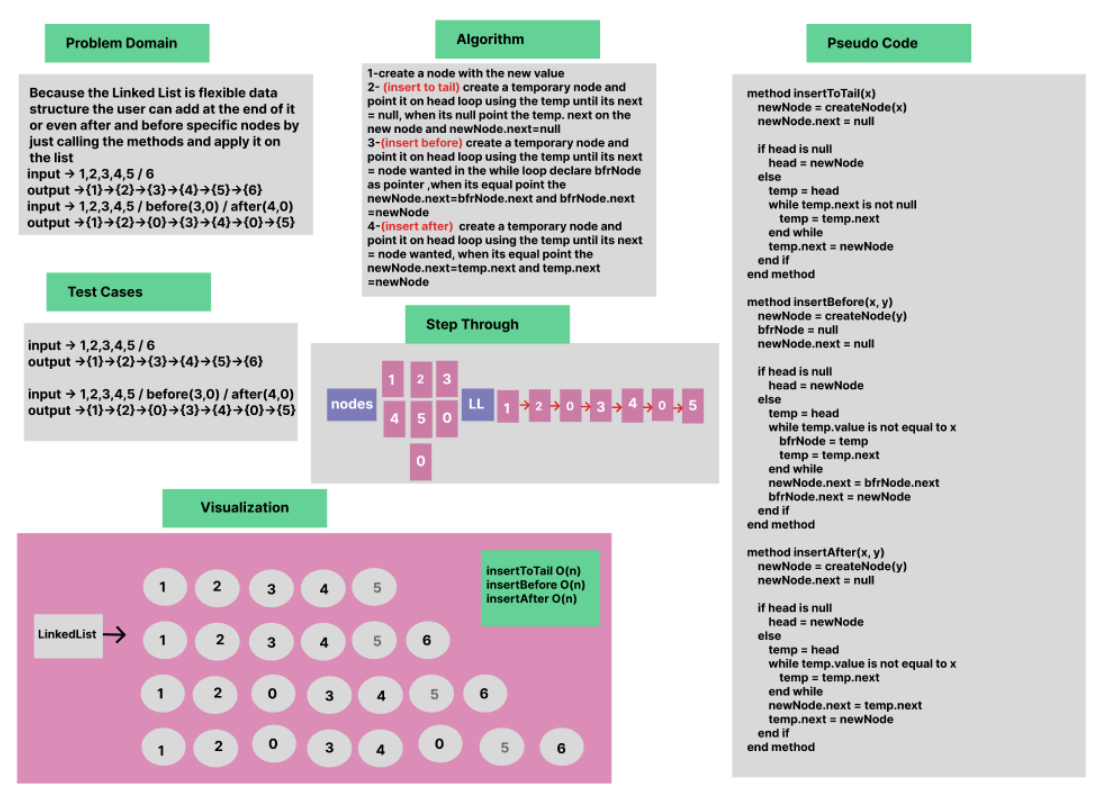 Problem Domain
Because the Linked List is flexible data
structure the user can add at the end of it
or even after and before specific nodes by
just calling the methods and apply it on
the list
input → 1,2,3,4,5 / 6
output →{1}→{2}→{3}→{4}→{5}→{6}
input → 1,2,3,4,5 / before(3,0) / after(4,0)
output →{1}→{2}→{0}→{3}→{4}→{0}→{5}
Test Cases
input → 1,2,3,4,5 / 6
output →{1}→{2}→{3}→{4}→{5}→{6}
input → 1,2,3,4,5 / before(3,0) / after(4,0)
output →{1}→{2}→{0}→{3}→{4}→{0}→{5}
Algorithm
1-create a node with the new value
2- (insert to tail) create a temporary node and
point it on head loop using the temp until its next
= null, when its null point the temp. next on the
new node and newNode.next=null
3-(insert before) create a temporary node and
point it on head loop using the temp until its next
= node wanted in the while loop declare bfrNode
as pointer ,when its equal point the
newNode.next=bfrNode.next and bfrNode.next
=newNode
4-(insert after) create a temporary node and
point it on head loop using the temp until its next
= node wanted, when its equal point the
newNode.next=temp.next and temp.next
=newNode
Step Through
nodes
1 2 3
4 5 0
0
LL
1 → 2 → 0 → 3 → 4 → 0 → 5
Visualization
LinkedList
1 2 3 4 5
1 2 3 4 5 6
1 2 0 3 4 5 6
1 2 0 3 4 0 5 6
insertToTail O(n)
insertBefore O(n)
insertAfter O(n)
Pseudo Code
method insertToTail(x)
newNode = createNode(x)
newNode.next = null
if head is null
head = newNode
else
temp = head
while temp.next is not null
temp = temp.next
end while
temp.next = newNode
end if
end method
method insertBefore(x, y)
newNode = createNode(y)
bfrNode = null
newNode.next = null
if head is null
head = newNode
else
temp = head
while temp.value is not equal to x
bfrNode = temp
temp = temp.next
end while
newNode.next = bfrNode.next
bfrNode.next = newNode
end if
end method
method insertAfter(x, y)
newNode = createNode(y)
newNode.next = null
if head is null
head = newNode
else
temp = head
while temp.value is not equal to x
temp = temp.next
end while
newNode.next = temp.next
temp.next = newNode
end if
end method